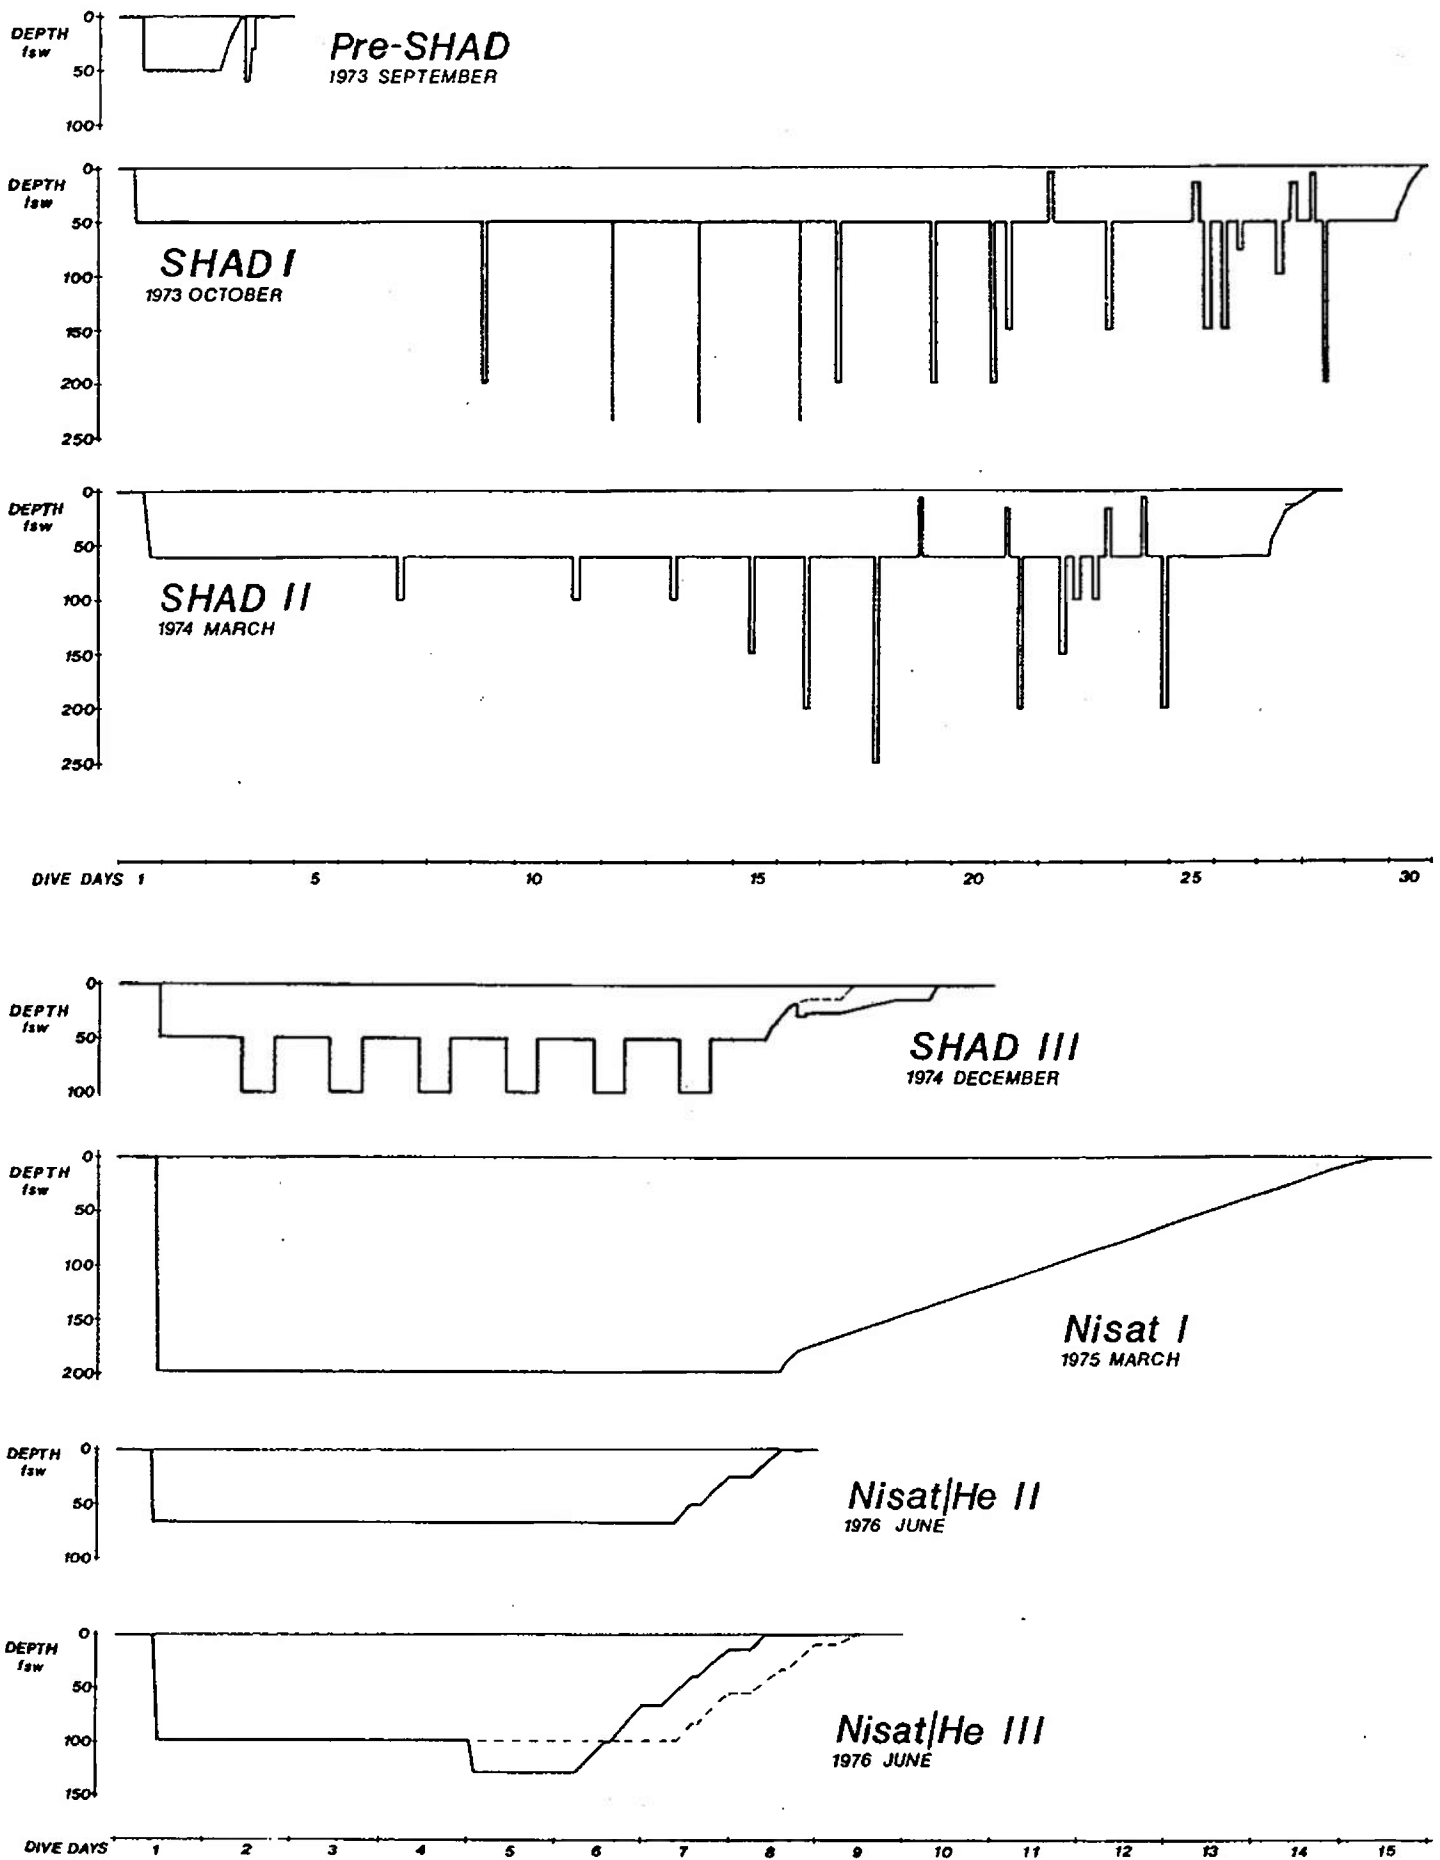 DEPTH
fsw
0
50
100
Pre-SHAD
1973 SEPTEMBER
DEPTH
fsw
0
50
100
150
200
250
SHAD I
1973 OCTOBER
DEPTH
fsw
0
50
100
150
200
250
SHAD II
1974 MARCH
DIVE DAYS 1 5 10 15 20 25 30
DEPTH
fsw
0
50
100
SHAD III
1974 DECEMBER
DEPTH
fsw
0
50
100
150
200
Nisat I
1975 MARCH
DEPTH
fsw
0
50
100
Nisat/He II
1976 JUNE
DEPTH
fsw
0
50
100
150
Nisat/He III
1976 JUNE
DIVE DAYS 1 2 3 4 5 6 7 8 9 10 11 12 13 14 15